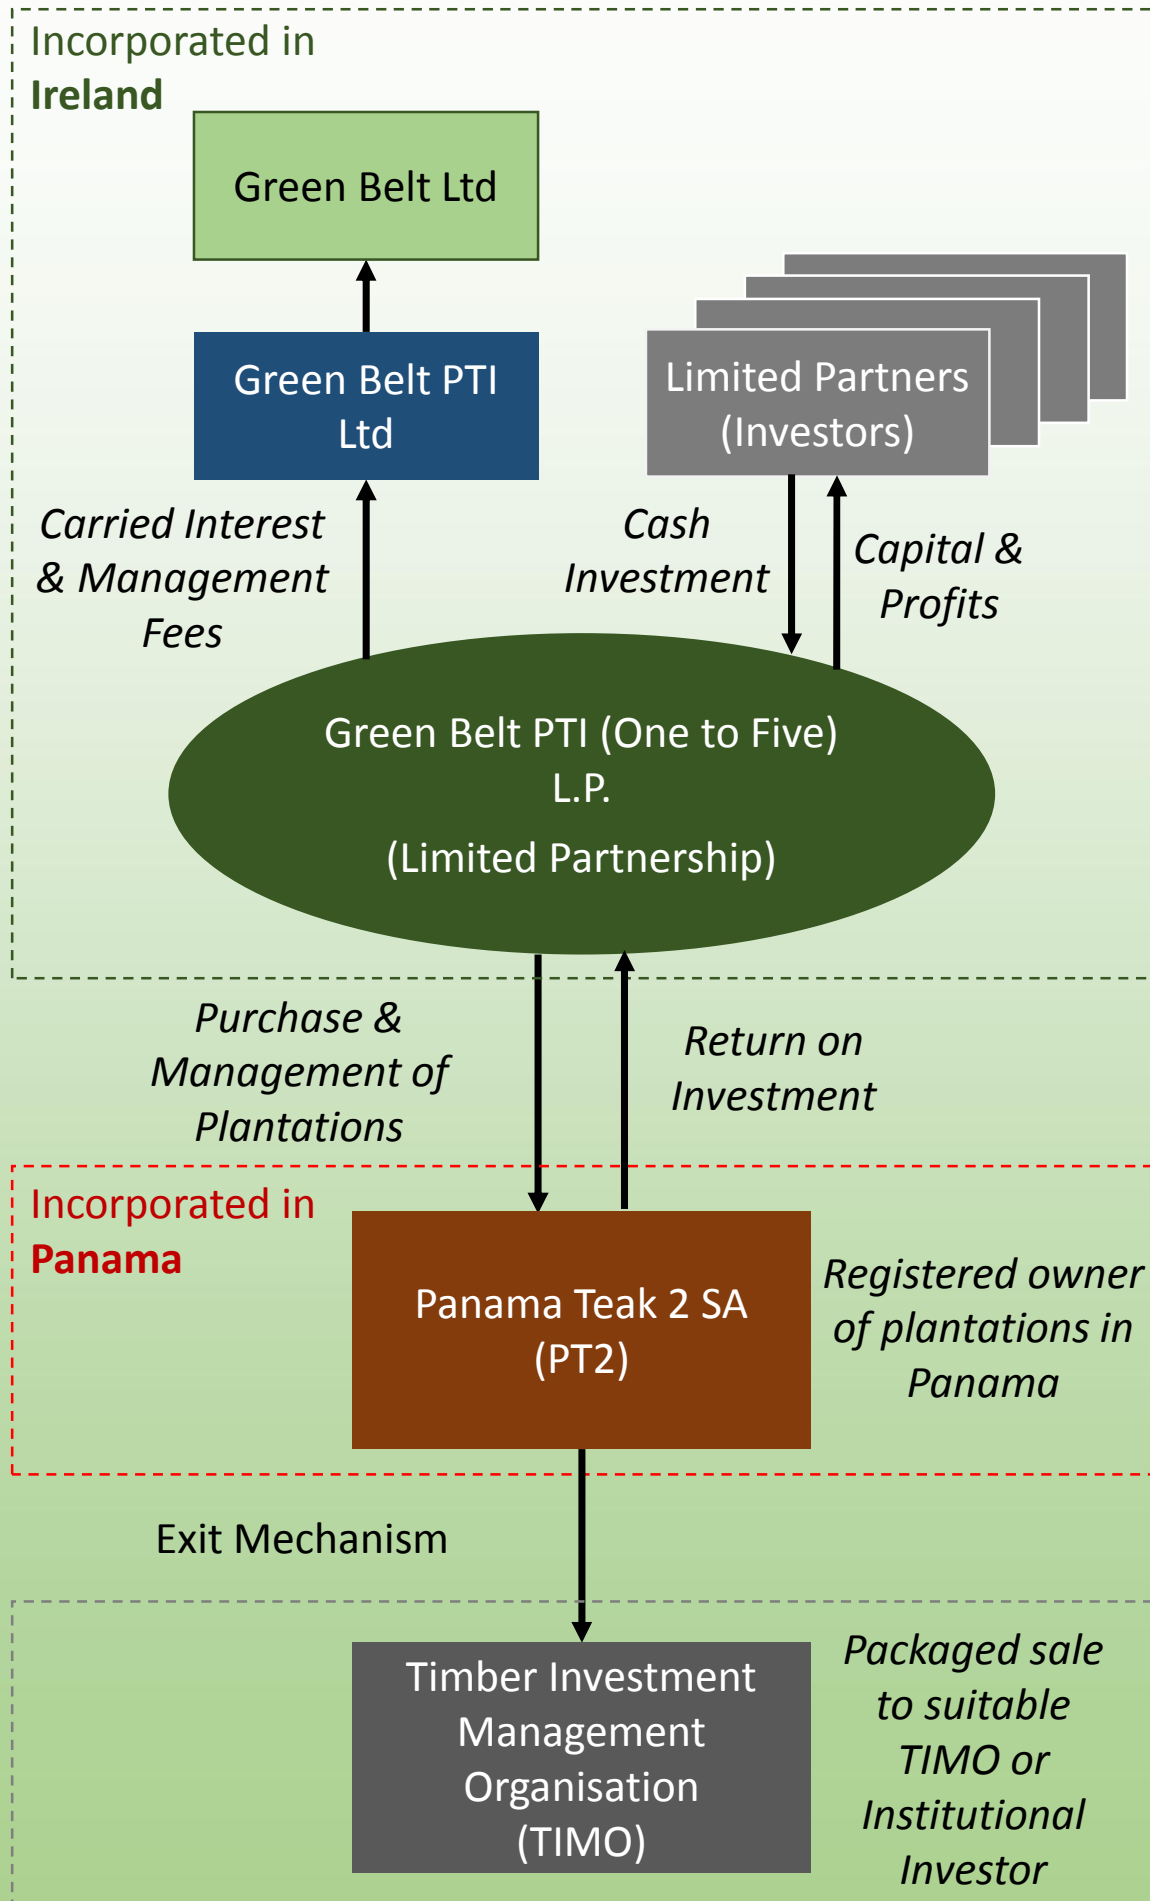 Incorporated in
Ireland
Green Belt Ltd
Green Belt PTI
Ltd
Limited Partners
(Investors)
Carried Interest
& Management
Fees
Cash
Investment
Capital &
Profits
Green Belt PTI (One to Five)
L.P.
(Limited Partnership)
Purchase &
Management of
Plantations
Return on
Investment
Incorporated in
Panama
Panama Teak 2 SA
(PT2)
Registered owner
of plantations in
Panama
Exit Mechanism
Timber Investment
Management
Organisation
(TIMO)
Packaged sale
to suitable
TIMO or
Institutional
Investor